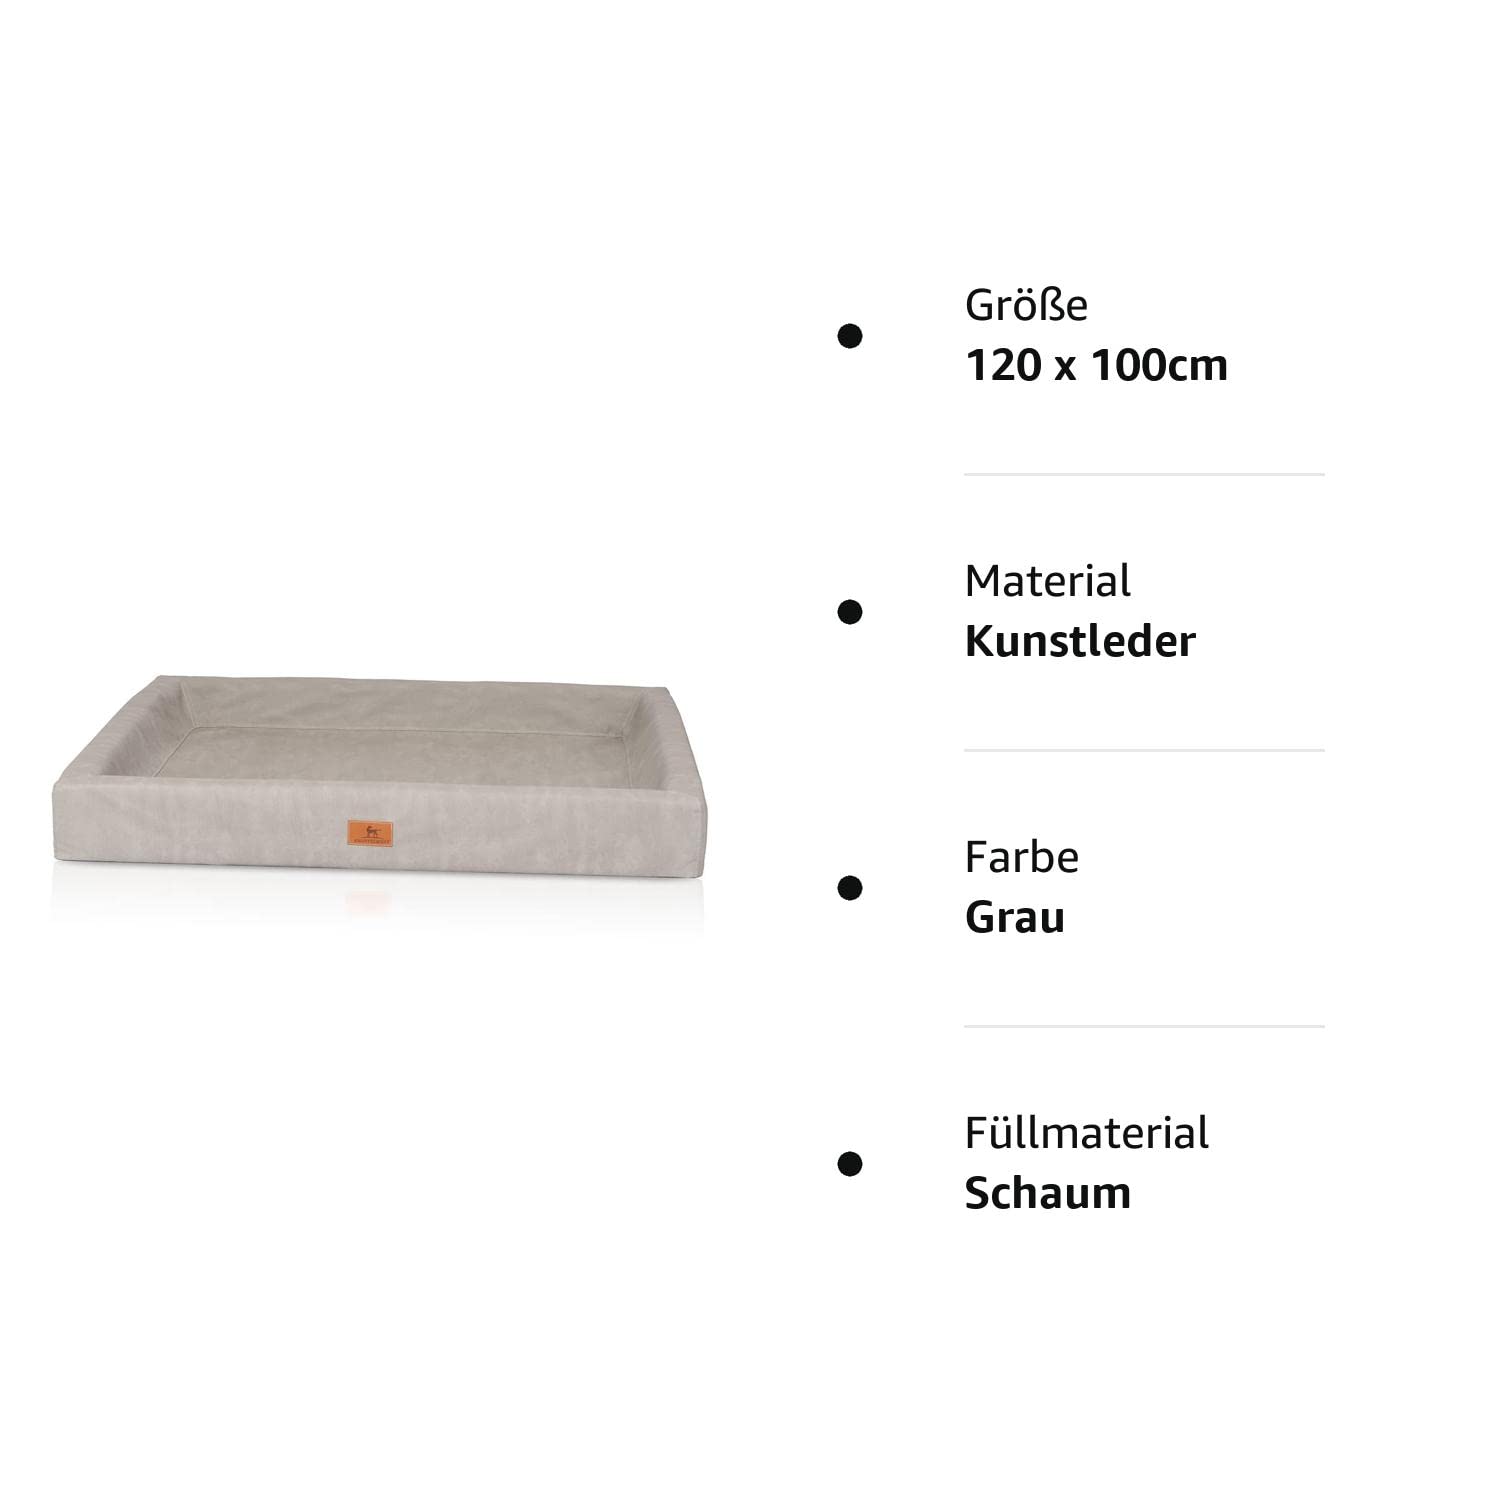 Größe
120 x 100cm
Material
Kunstleder
Farbe
Grau
Füllmaterial
Schaum